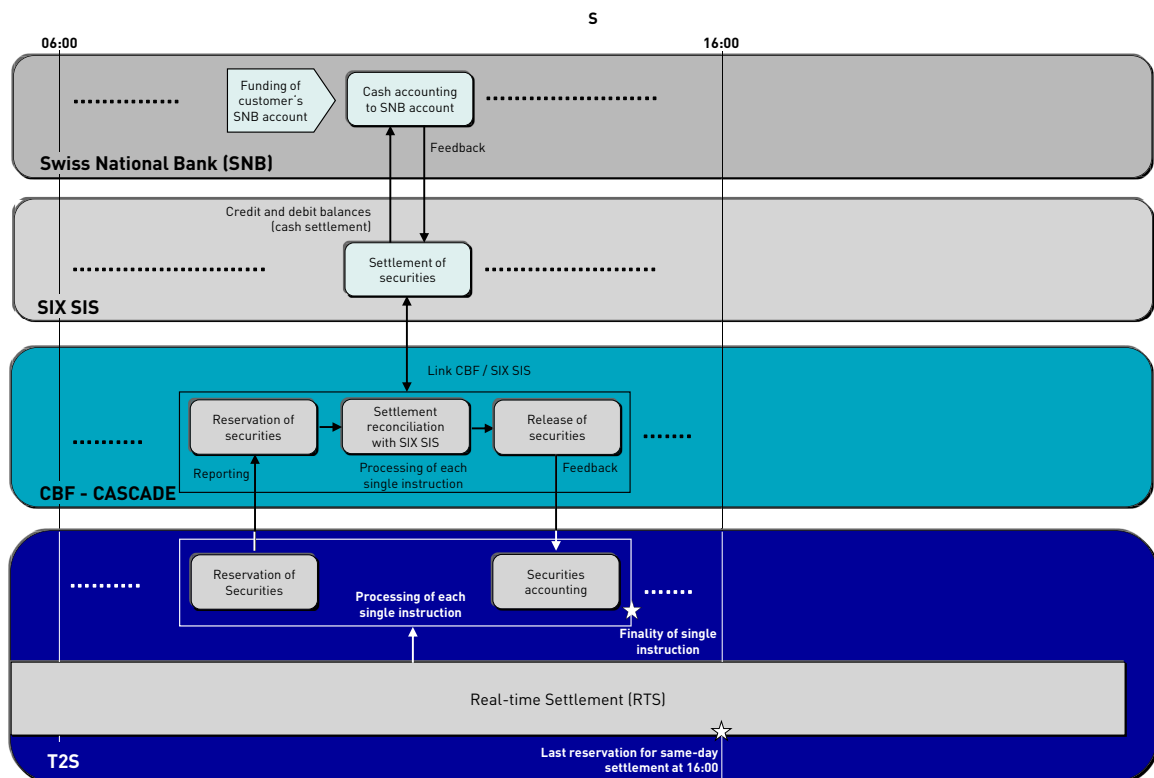 S
06:00
16:00
Funding of
customer´s
SNB account
Cash accounting
to SNB account
Feedback
Swiss National Bank (SNB)
Credit and debit balances
(cash settlement)
Settlement of
securities
SIX SIS
Link CBF / SIX SIS
Reservation of
securities
Settlement
reconciliation
with SIX SIS
Release of
securities
Reporting
Processing of each
single instruction
Feedback
CBF - CASCADE
Reservation of
Securities
Securities
accounting
Processing of each
single instruction
Finality of single
instruction
Real-time Settlement (RTS)
Last reservation for same-day
settlement at 16:00
T2S